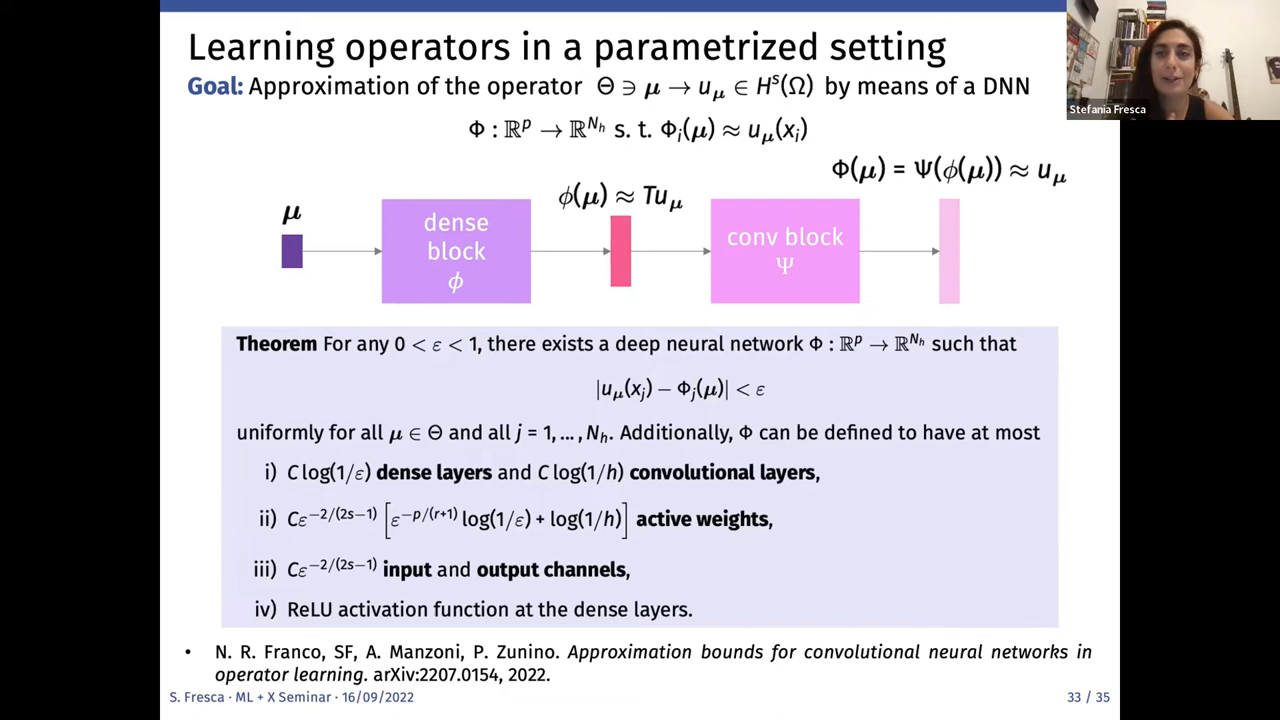 Learning operators in a parametrized setting
Goal: Approximation of the operator Θ ∋ μ → u_μ ∈ H^s(Ω) by means of a DNN
Φ : ℝ^p → ℝ^{N_h} s. t. Φ_i(μ) ≈ u_μ(x_i)
Stefania Fresca
Φ(μ) = Ψ(ϕ(μ)) ≈ u_μ
ϕ(μ) ≈ Tu_μ
μ
dense
block
ϕ
conv block
Ψ
Theorem For any 0 < ε < 1, there exists a deep neural network Φ : ℝ^p → ℝ^{N_h} such that
|u_μ(x_j) − Φ_j(μ)| < ε
uniformly for all μ ∈ Θ and all j = 1, ..., N_h. Additionally, Φ can be defined to have at most
i) C log(1/ε) dense layers and C log(1/h) convolutional layers,
ii) Cε^{−2/(2s−1)} [ε^{−p/(r+1)} log(1/ε) + log(1/h)] active weights,
iii) Cε^{−2/(2s−1)} input and output channels,
iv) ReLU activation function at the dense layers.
• N. R. Franco, SF, A. Manzoni, P. Zunino. Approximation bounds for convolutional neural networks in
operator learning. arXiv:2207.0154, 2022.
S. Fresca · ML + X Seminar · 16/09/2022
33 / 35